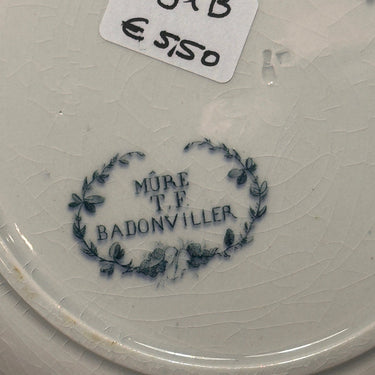 € 5,50
MÛRE
T. F.
BADONVILLER